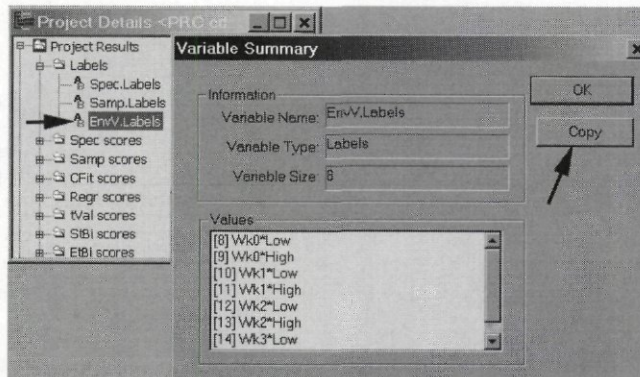 Project Details <PRC
Project Results
Labels
Spec.Labels
Samp.Labels
EnvV.Labels
Spec scores
Samp scores
CFit scores
Regr scores
tVal scores
StBi scores
EtBi scores
Variable Summary
Information
Variable Name: EnvV.Labels
Variable Type: Labels
Variable Size: 8
OK
Copy
Values
[8] Wk0*Low
[9] Wk0*High
[10] Wk1*Low
[11] Wk1*High
[12] Wk2*Low
[13] Wk2*High
[14] Wk3*Low